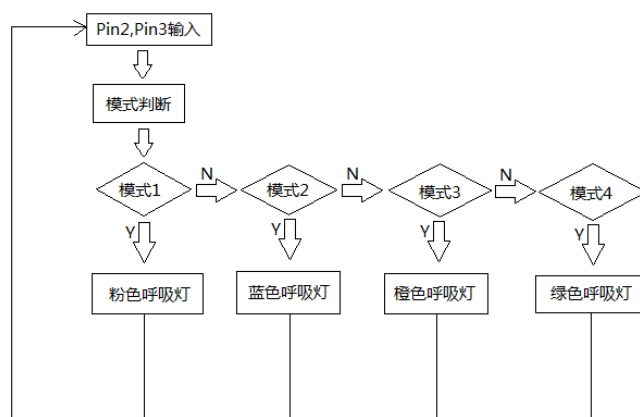 Pin2,Pin3输入
模式判断
模式1
N
模式2
N
模式3
N
模式4
Y
Y
Y
Y
粉色呼吸灯
蓝色呼吸灯
橙色呼吸灯
绿色呼吸灯